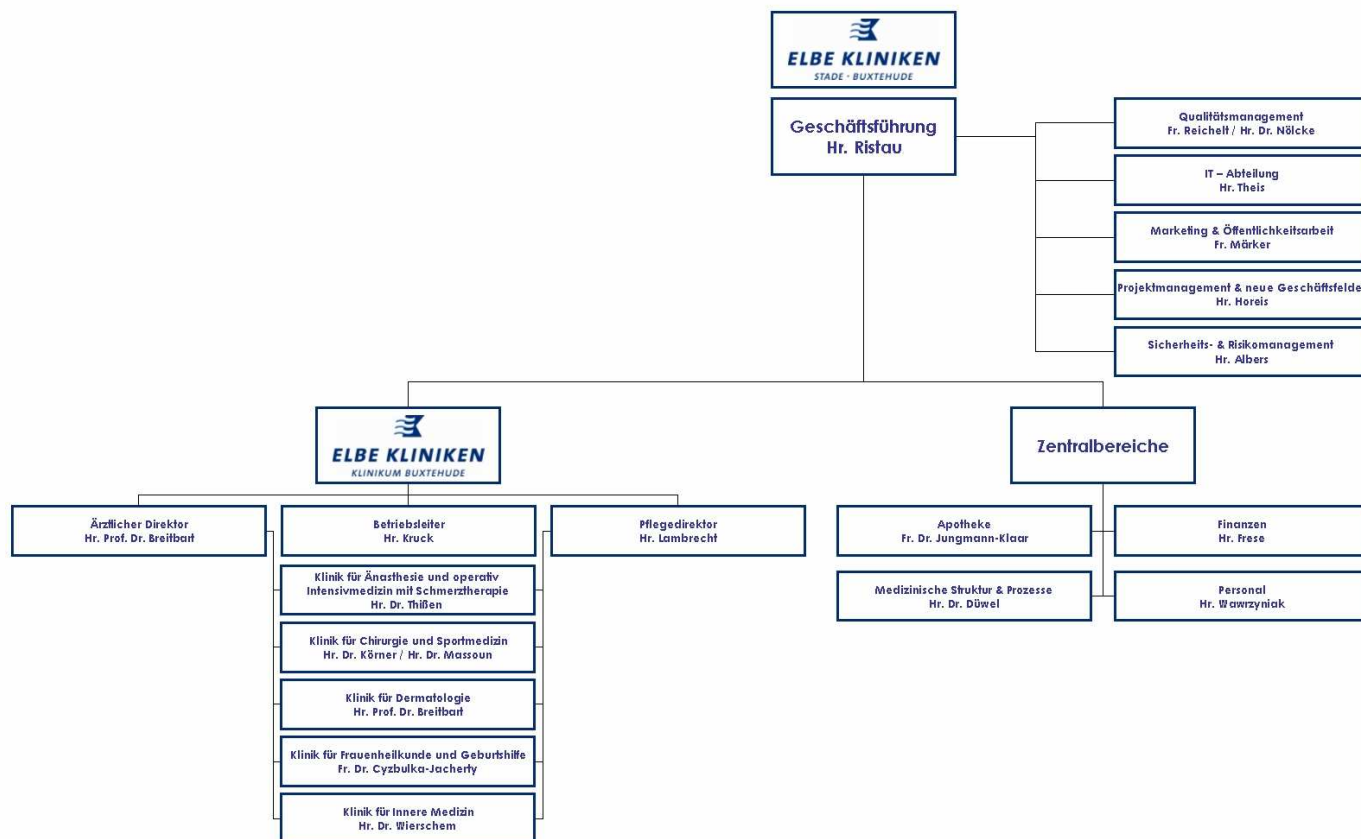 ELBE KLINIKEN
STADE · BUXTEHUDE
Geschäftsführung
Hr. Ristau
Qualitätsmanagement
Fr. Reichelt / Hr. Dr. Nölcke
IT – Abteilung
Hr. Theis
Marketing & Öffentlichkeitsarbeit
Fr. Märker
Projektmanagement & neue Geschäftsfelde
Hr. Horeis
Sicherheits- & Risikomanagement
Hr. Albers
ELBE KLINIKEN
KLINIKUM BUXTEHUDE
Zentralbereiche
Ärztlicher Direktor
Hr. Prof. Dr. Breitbart
Betriebsleiter
Hr. Kruck
Pflegedirektor
Hr. Lambrecht
Klinik für Änasthesie und operativ
Intensivmedizin mit Schmerztherapie
Hr. Dr. Thißen
Klinik für Chirurgie und Sportmedizin
Hr. Dr. Körner / Hr. Dr. Massoun
Klinik für Dermatologie
Hr. Prof. Dr. Breitbart
Klinik für Frauenheilkunde und Geburtshilfe
Fr. Dr. Cyzbulka-Jacherty
Klinik für Innere Medizin
Hr. Dr. Wierschem
Apotheke
Fr. Dr. Jungmann-Klaar
Finanzen
Hr. Frese
Medizinische Struktur & Prozesse
Hr. Dr. Düwel
Personal
Hr. Wawrzyniak